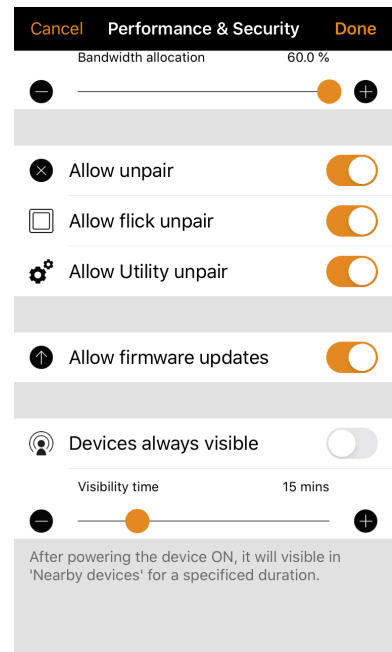 Cancel Performance & Security Done
Bandwidth allocation 60.0 %
Allow unpair
Allow flick unpair
Allow Utility unpair
Allow firmware updates
Devices always visible
Visibility time 15 mins
After powering the device ON, it will visible in
'Nearby devices' for a specificed duration.